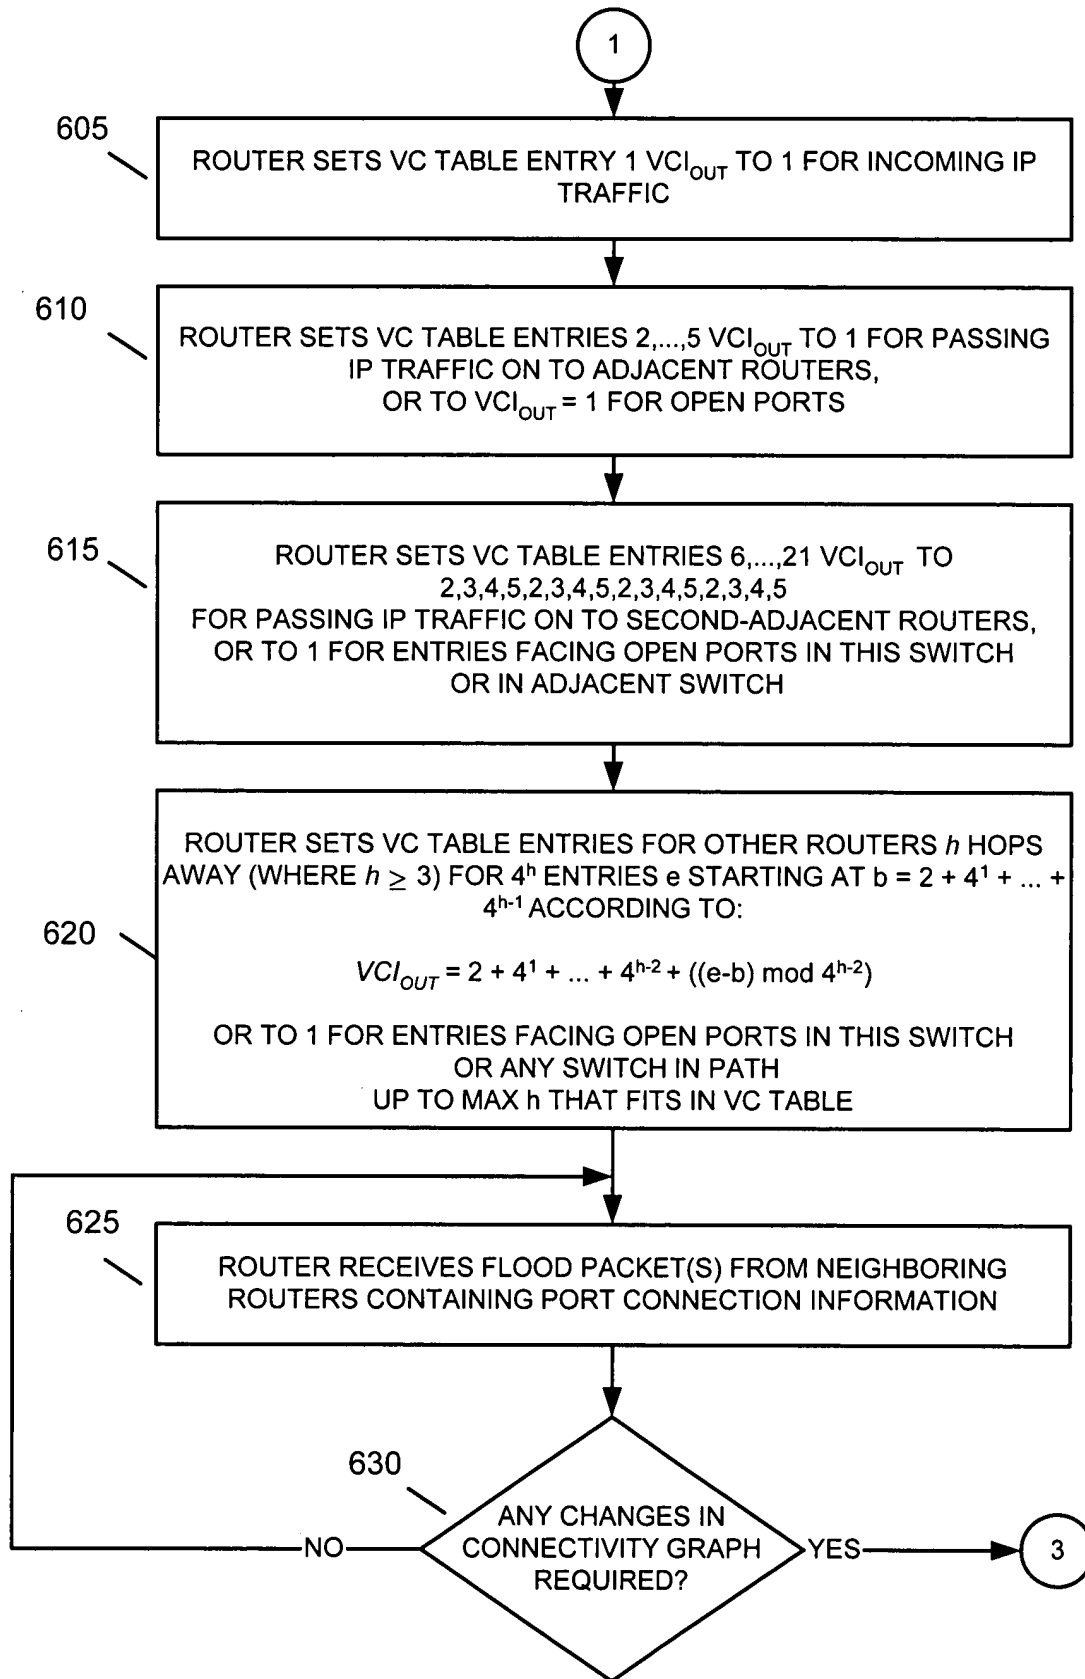 1
605
ROUTER SETS VC TABLE ENTRY 1 VCI_OUT TO 1 FOR INCOMING IP
TRAFFIC
610
ROUTER SETS VC TABLE ENTRIES 2,...,5 VCI_OUT TO 1 FOR PASSING
IP TRAFFIC ON TO ADJACENT ROUTERS,
OR TO VCI_OUT = 1 FOR OPEN PORTS
615
ROUTER SETS VC TABLE ENTRIES 6,...,21 VCI_OUT TO
2,3,4,5,2,3,4,5,2,3,4,5,2,3,4,5
FOR PASSING IP TRAFFIC ON TO SECOND-ADJACENT ROUTERS,
OR TO 1 FOR ENTRIES FACING OPEN PORTS IN THIS SWITCH
OR IN ADJACENT SWITCH
620
ROUTER SETS VC TABLE ENTRIES FOR OTHER ROUTERS h HOPS
AWAY (WHERE h ≥ 3) FOR 4^h ENTRIES e STARTING AT b = 2 + 4^1 + ... +
4^{h-1} ACCORDING TO:
VCI_OUT = 2 + 4^1 + ... + 4^{h-2} + ((e-b) mod 4^{h-2})
OR TO 1 FOR ENTRIES FACING OPEN PORTS IN THIS SWITCH
OR ANY SWITCH IN PATH
UP TO MAX h THAT FITS IN VC TABLE
625
ROUTER RECEIVES FLOOD PACKET(S) FROM NEIGHBORING
ROUTERS CONTAINING PORT CONNECTION INFORMATION
630
ANY CHANGES IN
CONNECTIVITY GRAPH
REQUIRED?
NO
YES
3